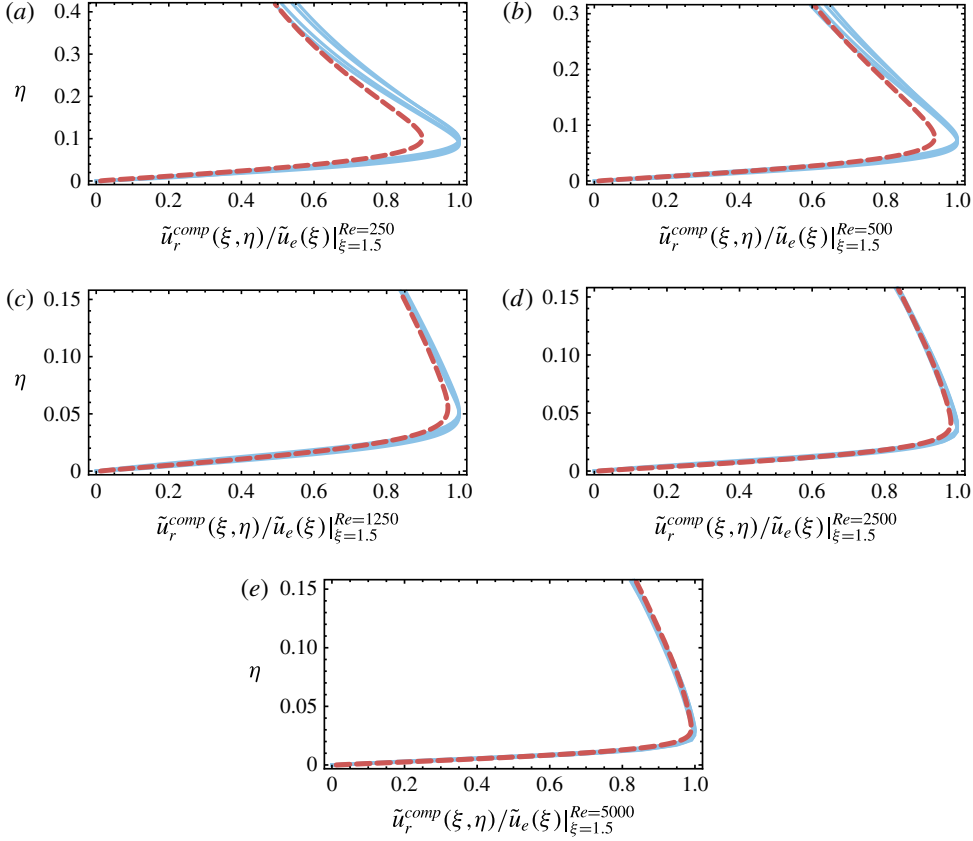 (a)
0.4
0.3
η 0.2
0.1
0
0 0.2 0.4 0.6 0.8 1.0
ũ_r^{comp}(ξ,η)/ũ_e(ξ)|_{ξ=1.5}^{Re=250}
(b)
0.3
0.2
0.1
0
0 0.2 0.4 0.6 0.8 1.0
ũ_r^{comp}(ξ,η)/ũ_e(ξ)|_{ξ=1.5}^{Re=500}
(c)
0.15
0.10
η
0.05
0
0 0.2 0.4 0.6 0.8 1.0
ũ_r^{comp}(ξ,η)/ũ_e(ξ)|_{ξ=1.5}^{Re=1250}
(d)
0.15
0.10
0.05
0
0 0.2 0.4 0.6 0.8 1.0
ũ_r^{comp}(ξ,η)/ũ_e(ξ)|_{ξ=1.5}^{Re=2500}
(e)
0.15
0.10
η
0.05
0
0 0.2 0.4 0.6 0.8 1.0
ũ_r^{comp}(ξ,η)/ũ_e(ξ)|_{ξ=1.5}^{Re=5000}